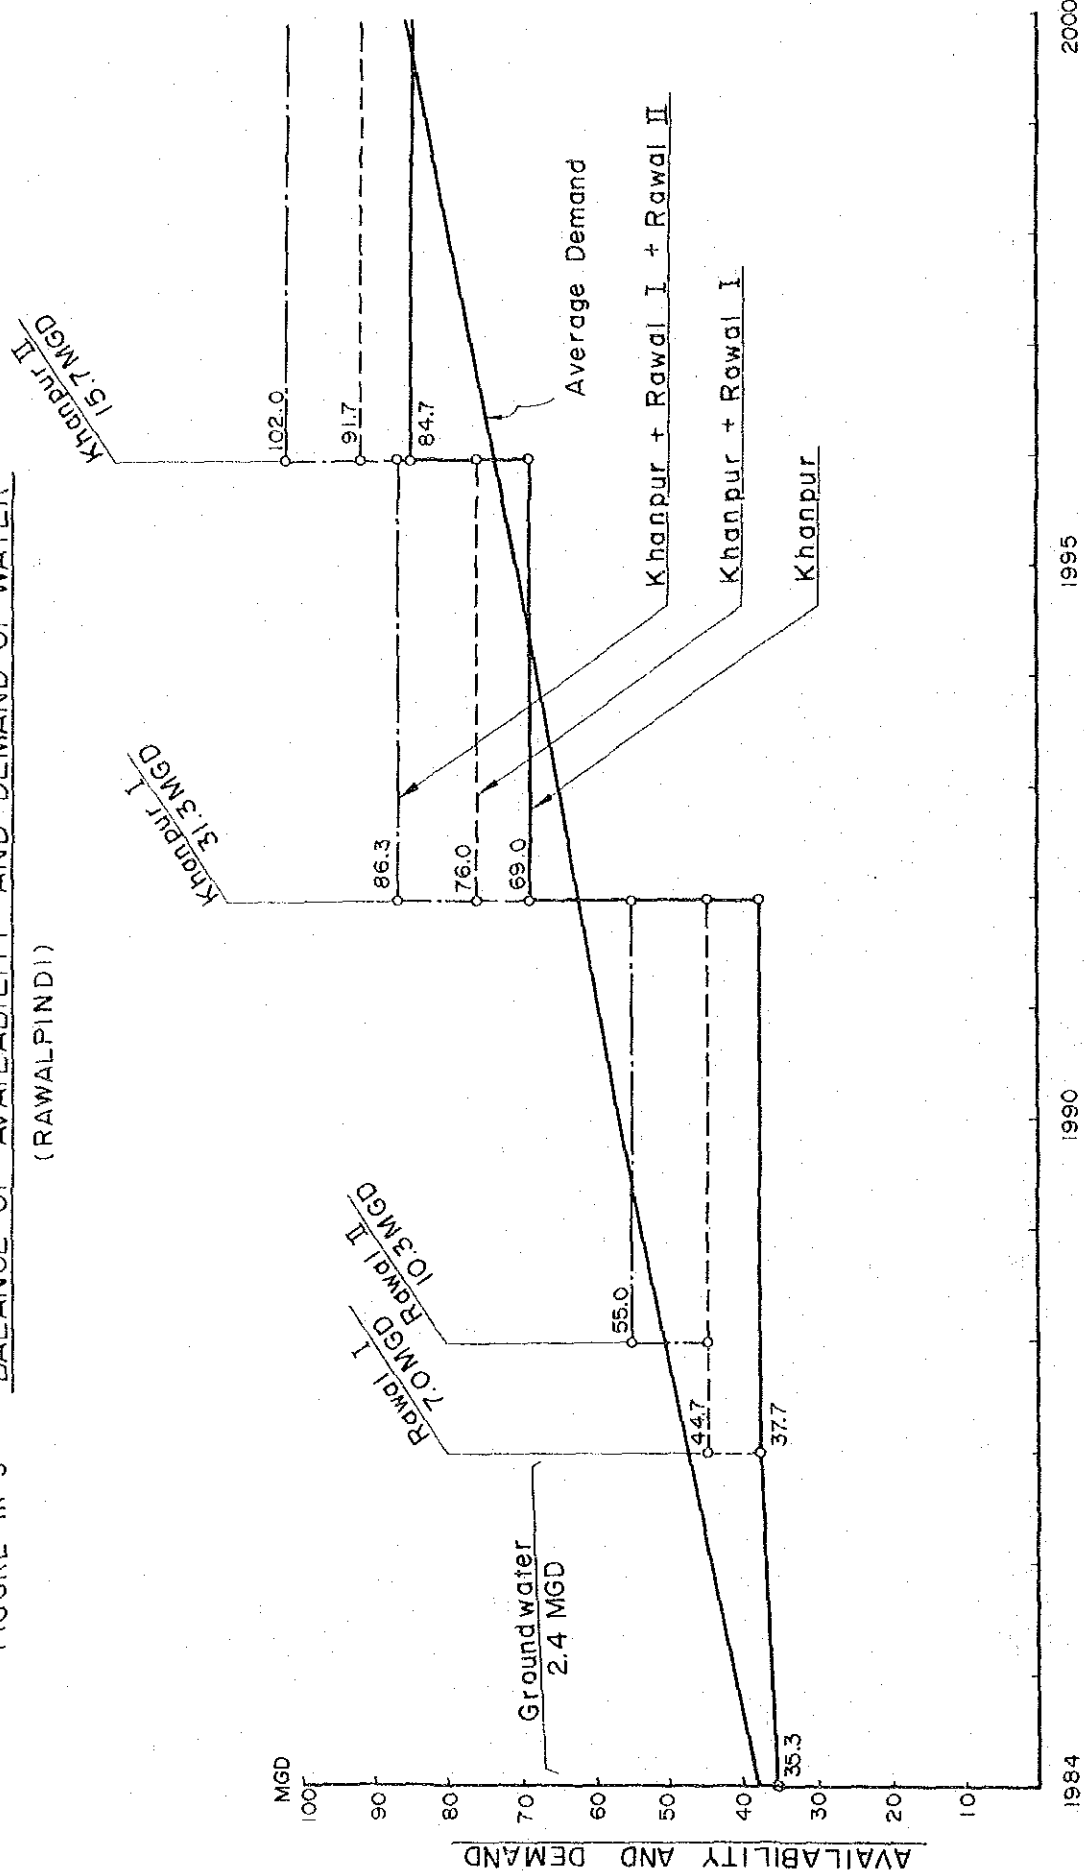 BALANCE OF AVAILABILITY AND DEMAND OF WATER
(RAWALPINDI)
Khanpur II
15.7 MGD
Khanpur I
31.3 MGD
Rawal II
10.3 MGD
Rawal I
7.0 MGD
Groundwater
2.4 MGD
102.0
91.7
84.7
86.3
76.0
69.0
55.0
44.7
37.7
35.3
Average Demand
Khanpur + Rawal I + Rawal II
Khanpur + Rawal I
Khanpur
AVAILABILITY AND DEMAND
MGD
100
90
80
70
60
50
40
30
20
10
1984
1990
1995
2000